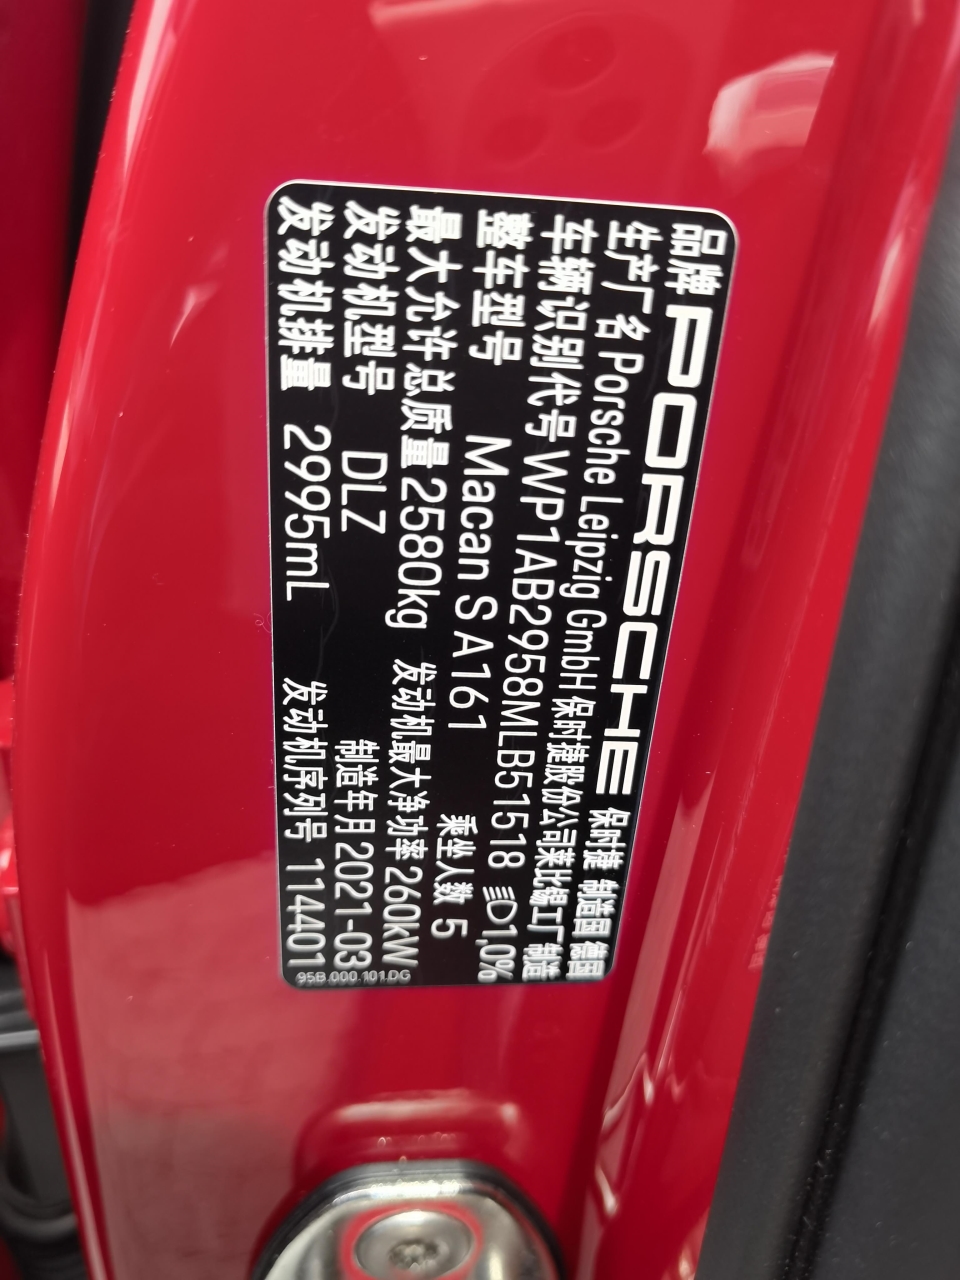 品牌 PORSCHE 保时捷 制造国 德国
生产厂名 Porsche Leipzig GmbH 保时捷股份公司莱比锡工厂 制造
车辆识别代号 WP1AB2958MLB51518 1,0%
整车型号 Macan S A161 乘坐人数 5
最大允许总质量 2580kg 发动机最大净功率 260kW
发动机型号 DLZ 制造年月 2021-03
发动机排量 2995mL 发动机序列号 114401
95B.000.101.DG